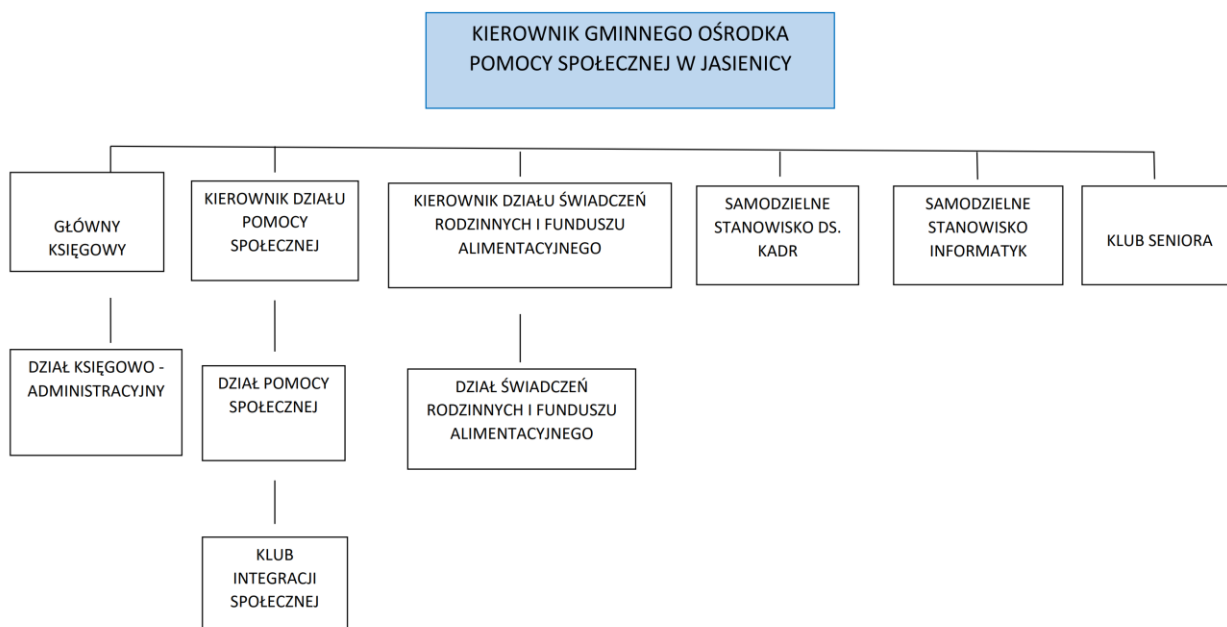 KIEROWNIK GMINNEGO OŚRODKA
POMOCY SPOŁECZNEJ W JASIENICY
GŁÓWNY
KSIĘGOWY
KIEROWNIK DZIAŁU
POMOCY
SPOŁECZNEJ
KIEROWNIK DZIAŁU ŚWIADCZEŃ
RODZINNYCH I FUNDUSZU
ALIMENTACYJNEGO
SAMODZIELNE
STANOWISKO DS.
KADR
SAMODZIELNE
STANOWISKO
INFORMATYK
KLUB SENIORA
DZIAŁ KSIĘGOWO -
ADMINISTRACYJNY
DZIAŁ POMOCY
SPOŁECZNEJ
DZIAŁ ŚWIADCZEŃ
RODZINNYCH I FUNDUSZU
ALIMENTACYJNEGO
KLUB
INTEGRACJI
SPOŁECZNEJ